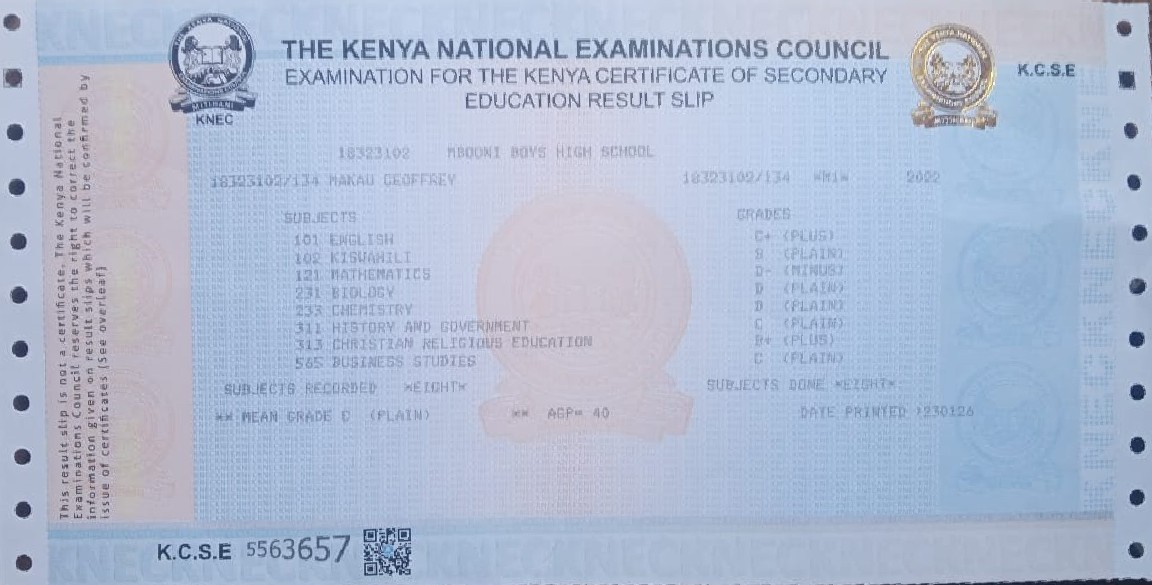 THE KENYA NATIONAL EXAMINATIONS COUNCIL
EXAMINATION FOR THE KENYA CERTIFICATE OF SECONDARY
EDUCATION RESULT SLIP
K.C.S.E
KNEC
18323102 MBOONI BOYS HIGH SCHOOL
18323102/134 MAKAU GEOFFREY 18323102/134 *M1* 2022
SUBJECTS GRADES
101 ENGLISH C+ (PLUS)
102 KISWAHILI (PLAIN)
121 MATHEMATICS D- (MINUS)
231 BIOLOGY D (PLAIN)
233 CHEMISTRY D (PLAIN)
311 HISTORY AND GOVERNMENT C (PLAIN)
313 CHRISTIAN RELIGIOUS EDUCATION B+ (PLUS)
565 BUSINESS STUDIES C (PLAIN)
SUBJECTS RECORDED *EIGHT* SUBJECTS DONE *EIGHT*
** MEAN GRADE C (PLAIN) ** AGP= 40 DATE PRINTED :230126
K.C.S.E 5563657
This result slip is not a certificate. The Kenya National
Examinations Council reserves the right to correct the
information given on result slips which will be confirmed by
issue of certificates (See overleaf)